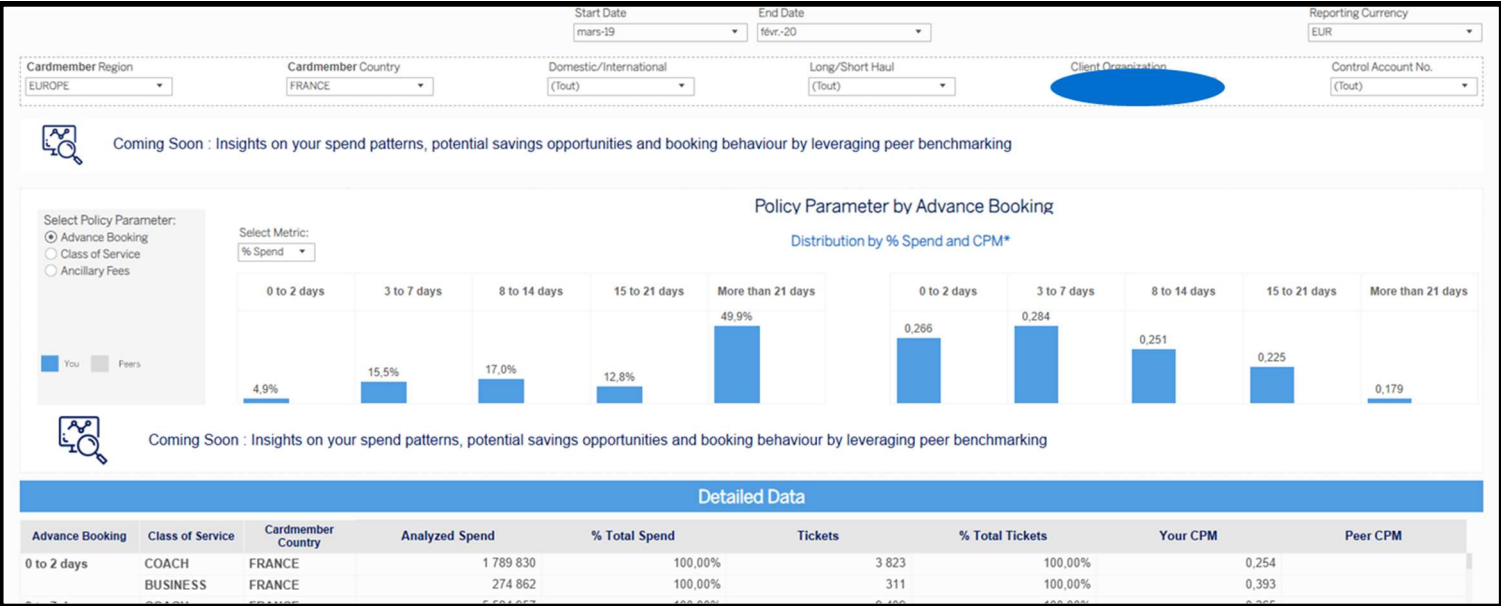 Start Date End Date Reporting Currency
mars-19 févr.-20 EUR
Cardmember Region Cardmember Country Domestic/International Long/Short Haul Client Organization Control Account No.
EUROPE FRANCE (Tout) (Tout) (Tout)
Coming Soon : Insights on your spend patterns, potential savings opportunities and booking behaviour by leveraging peer benchmarking
Policy Parameter by Advance Booking
Select Policy Parameter:
Advance Booking
Class of Service
Ancillary Fees
Select Metric:
% Spend
Distribution by % Spend and CPM*
0 to 2 days 3 to 7 days 8 to 14 days 15 to 21 days More than 21 days 0 to 2 days 3 to 7 days 8 to 14 days 15 to 21 days More than 21 days
4,9% 15,5% 17,0% 12,8% 49,9% 0,266 0,284 0,251 0,225 0,179
You Peers
Coming Soon : Insights on your spend patterns, potential savings opportunities and booking behaviour by leveraging peer benchmarking
Detailed Data
Advance Booking Class of Service Cardmember Country Analyzed Spend % Total Spend Tickets % Total Tickets Your CPM Peer CPM
0 to 2 days COACH FRANCE 1 789 830 100,00% 3 823 100,00% 0,254
BUSINESS FRANCE 274 862 100,00% 311 100,00% 0,393